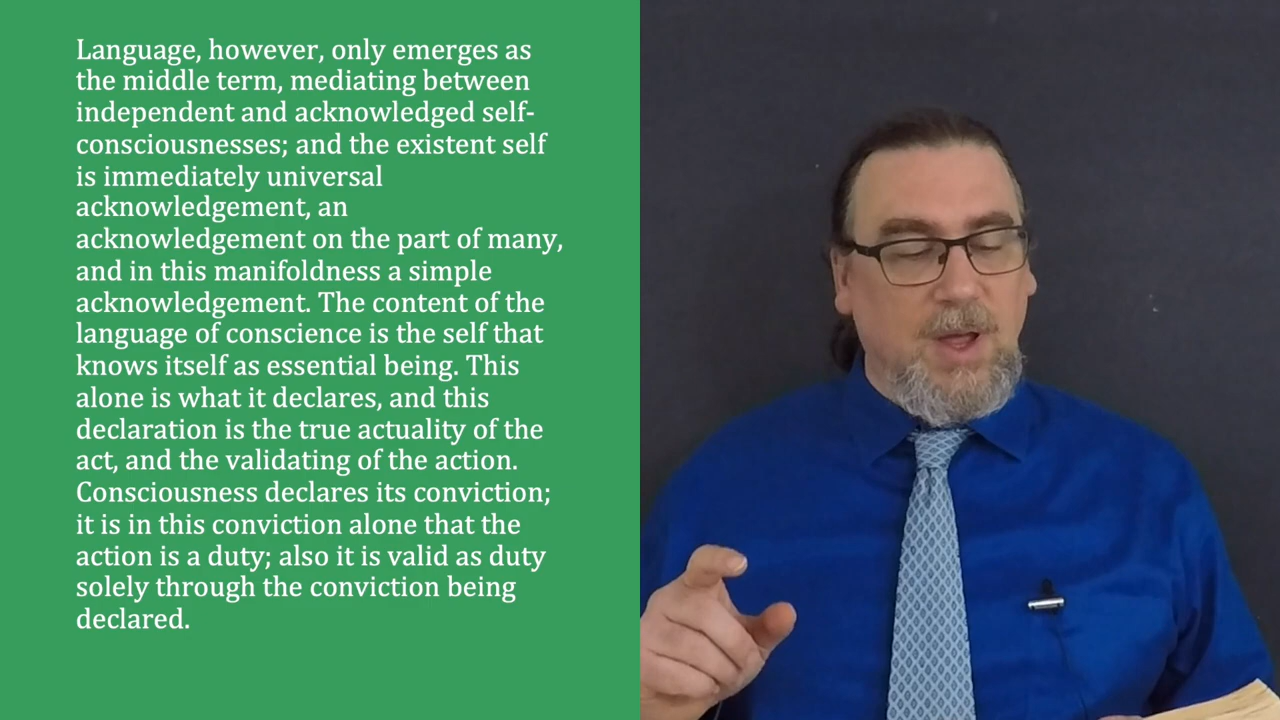 Language, however, only emerges as
the middle term, mediating between
independent and acknowledged self-
consciousnesses; and the existent self
is immediately universal
acknowledgement, an
acknowledgement on the part of many,
and in this manifoldness a simple
acknowledgement. The content of the
language of conscience is the self that
knows itself as essential being. This
alone is what it declares, and this
declaration is the true actuality of the
act, and the validating of the action.
Consciousness declares its conviction;
it is in this conviction alone that the
action is a duty; also it is valid as duty
solely through the conviction being
declared.